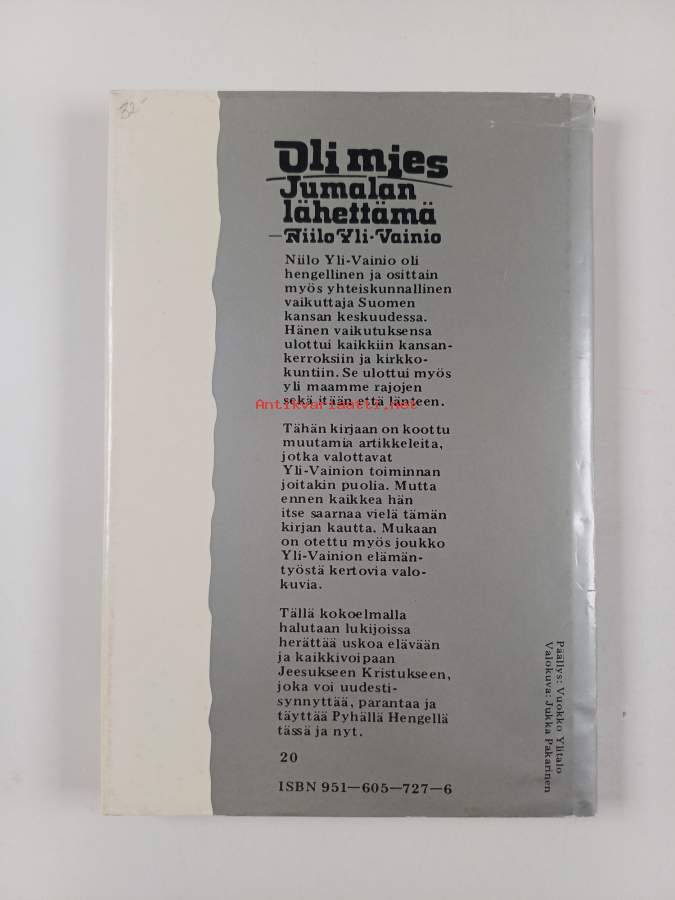 32-
Oli mies
Jumalan
lähettämä
—Niilo Yli-Vainio
Niilo Yli-Vainio oli
hengellinen ja osittain
myös yhteiskunnallinen
vaikuttaja Suomen
kansan keskuudessa.
Hänen vaikutuksensa
ulottui kaikkiin kansan-
kerroksiin ja kirkko-
kuntiin. Se ulottui myös
yli maamme rajojen
sekä itään että länteen.
Antikvariaatti.net
Tähän kirjaan on koottu
muutamia artikkeleita,
jotka valottavat
Yli-Vainion toiminnan
joitakin puolia. Mutta
ennen kaikkea hän
itse saarnaa vielä tämän
kirjan kautta. Mukaan
on otettu myös joukko
Yli-Vainion elämän-
työstä kertovia valo-
kuvia.
Tällä kokoelmalla
halutaan lukijoissa
herättää uskoa elävään
ja kaikkivoipaan
Jeesukseen Kristukseen,
joka voi uudesti-
synnyttää, parantaa ja
täyttää Pyhällä Hengellä
tässä ja nyt.
20
ISBN 951—605—727—6
Päällys: Vuokko Ylitalo
Valokuva: Jukka Pakarinen